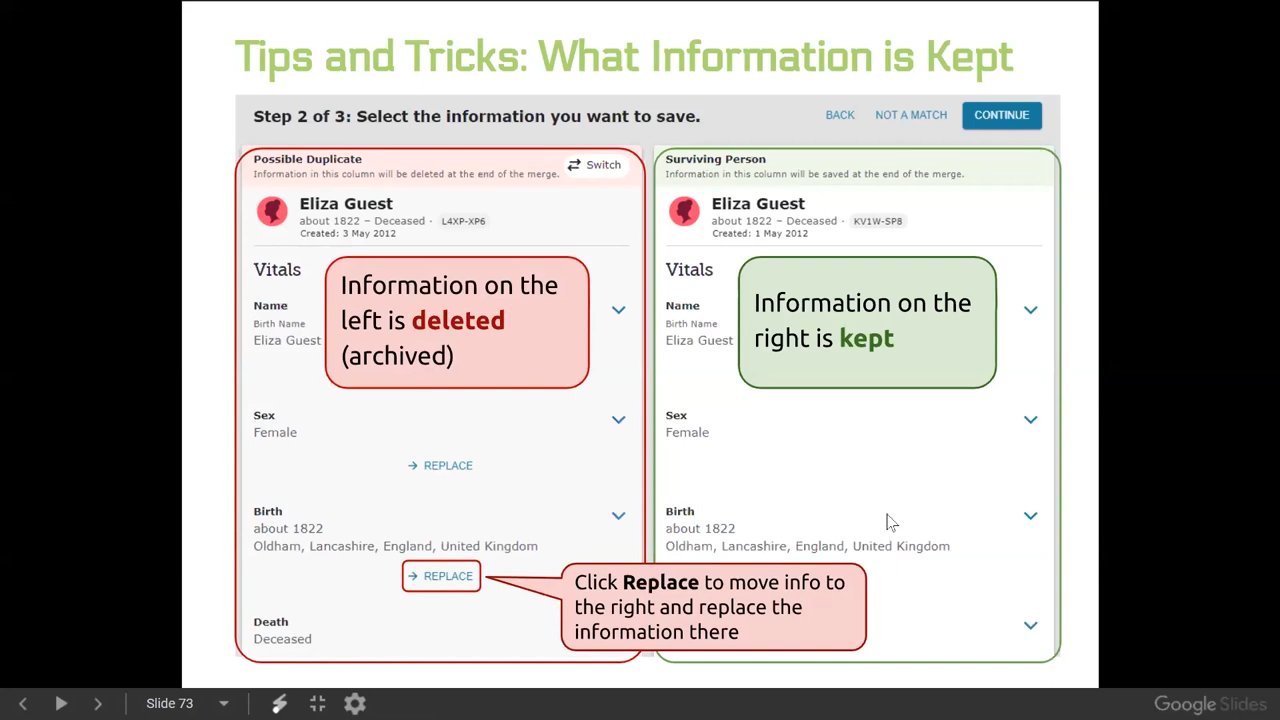 Tips and Tricks: What Information is Kept
Step 2 of 3: Select the information you want to save.
BACK
NOT A MATCH
CONTINUE
Possible Duplicate
Information in this column will be deleted at the end of the merge.
Switch
Eliza Guest
about 1822 – Deceased · L4XP-XP6
Created: 3 May 2012
Vitals
Name
Birth Name
Eliza Guest
Information on the
left is deleted
(archived)
Sex
Female
REPLACE
Birth
about 1822
Oldham, Lancashire, England, United Kingdom
REPLACE
Death
Deceased
Surviving Person
Information in this column will be saved at the end of the merge.
Eliza Guest
about 1822 – Deceased · KV1W-SP8
Created: 1 May 2012
Vitals
Name
Birth Name
Eliza Guest
Information on the
right is kept
Sex
Female
Birth
about 1822
Oldham, Lancashire, England, United Kingdom
Click Replace to move info to
the right and replace the
information there
Slide 73
Google Slides